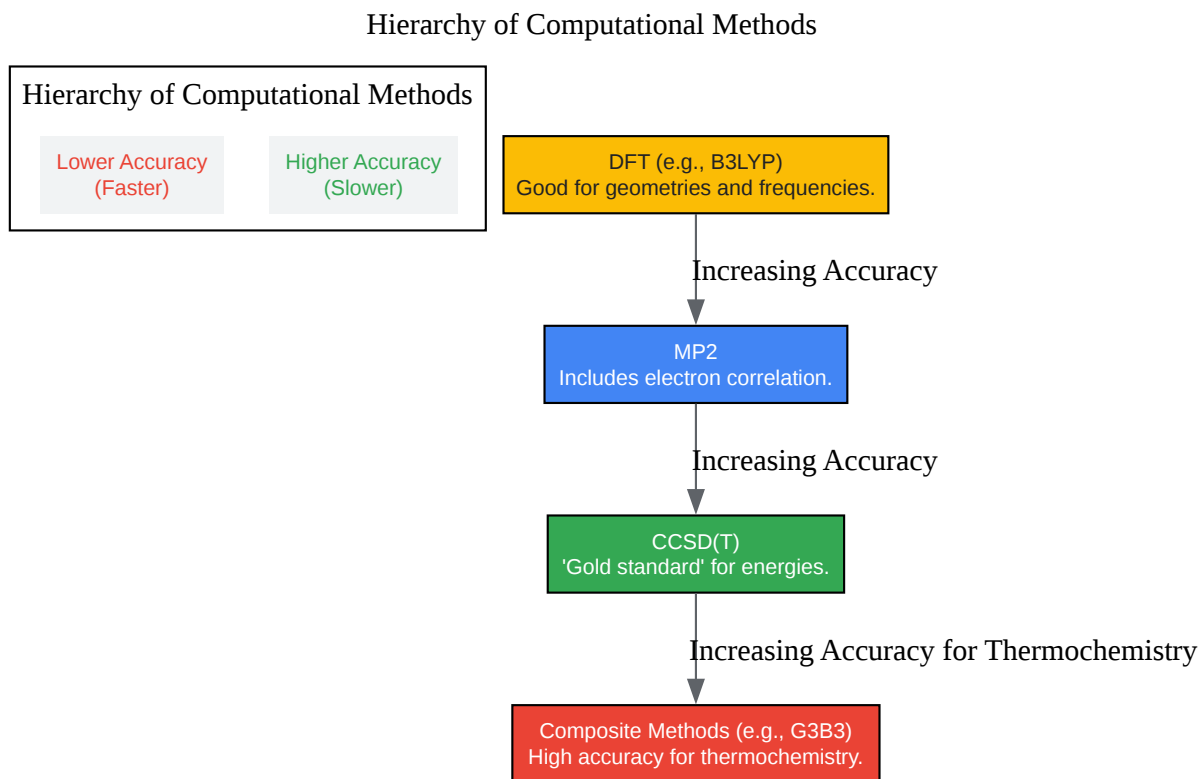 Hierarchy of Computational Methods
Hierarchy of Computational Methods
Lower Accuracy
(Faster)
Higher Accuracy
(Slower)
DFT (e.g., B3LYP)
Good for geometries and frequencies.
Increasing Accuracy
MP2
Includes electron correlation.
Increasing Accuracy
CCSD(T)
'Gold standard' for energies.
Increasing Accuracy for Thermochemistry
Composite Methods (e.g., G3B3)
High accuracy for thermochemistry.